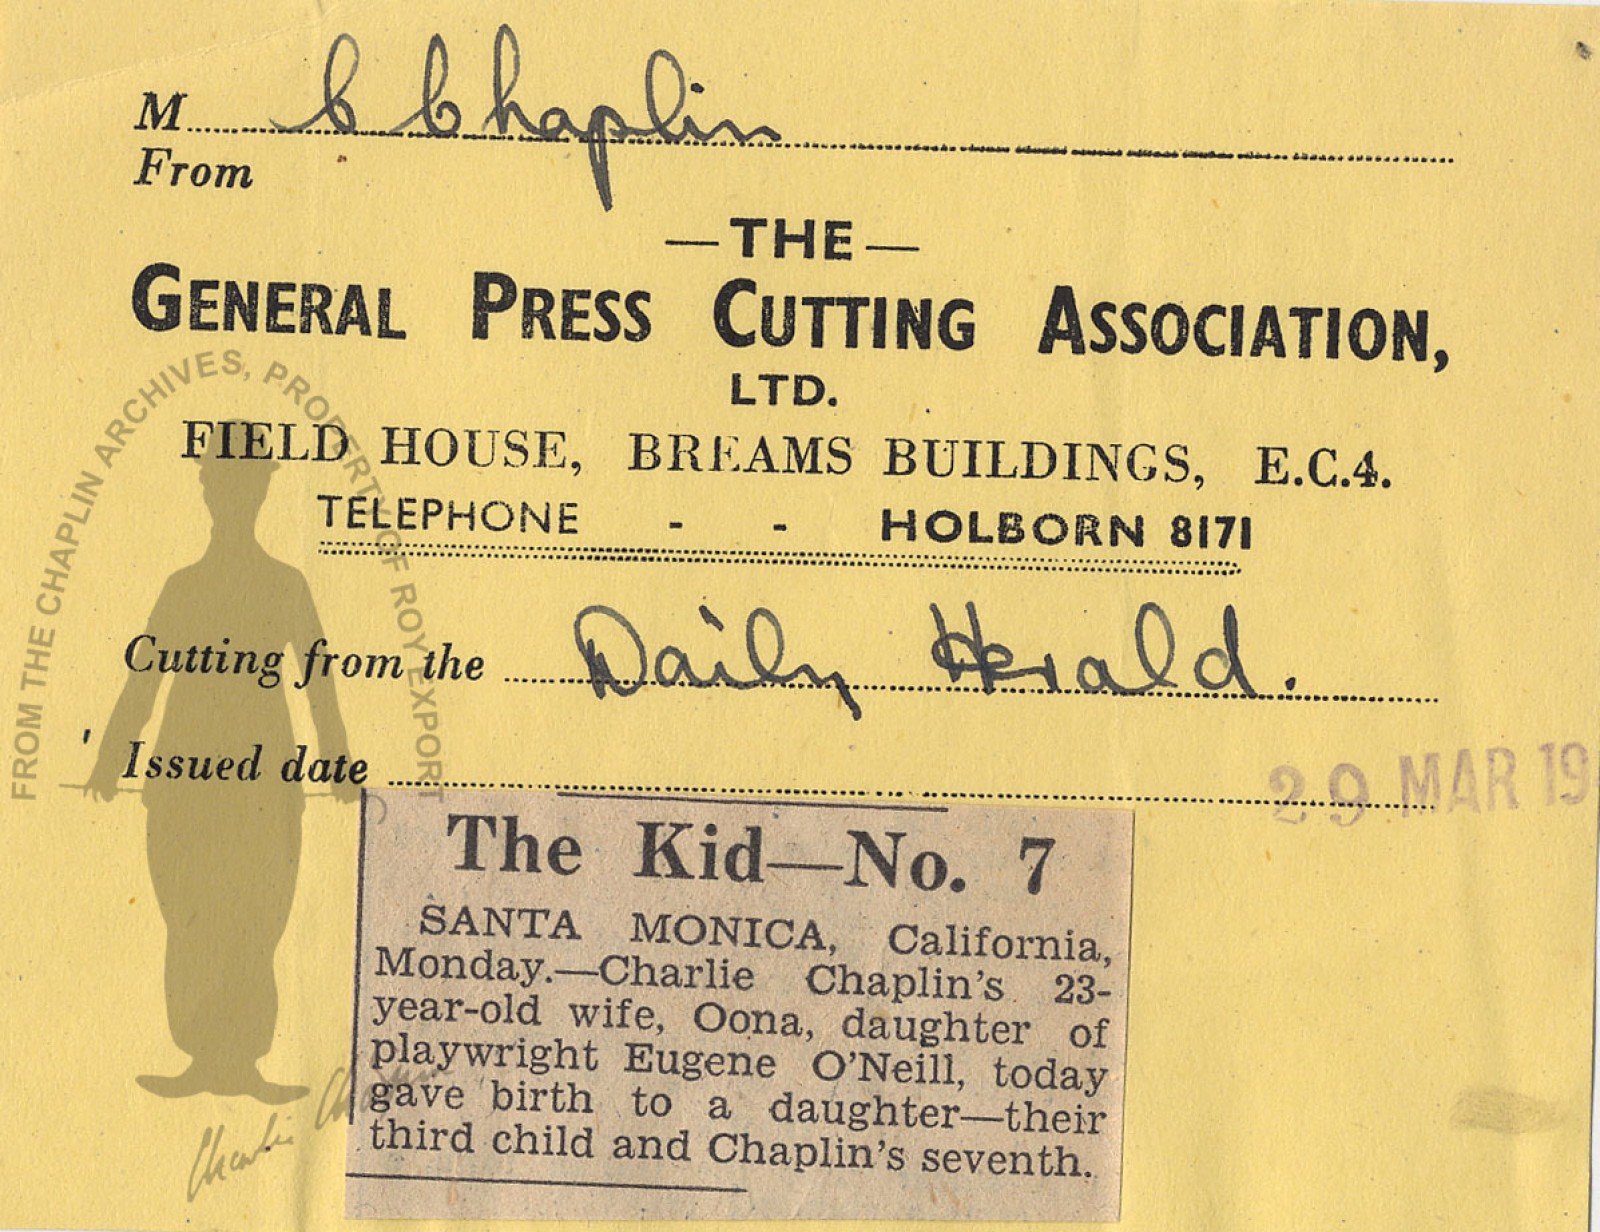 M C Chaplin
From
—THE—
GENERAL PRESS CUTTING ASSOCIATION,
LTD.
FIELD HOUSE, BREAMS BUILDINGS, E.C.4.
TELEPHONE - - HOLBORN 8171
Cutting from the Daily Herald.
Issued date
29 MAR 19
The Kid—No. 7
SANTA MONICA, California,
Monday.—Charlie Chaplin's 23-
year-old wife, Oona, daughter of
playwright Eugene O'Neill, today
gave birth to a daughter—their
third child and Chaplin's seventh.
FROM THE CHAPLIN ARCHIVES, PROPERTY OF ROY EXPORT
Charlie Chaplin